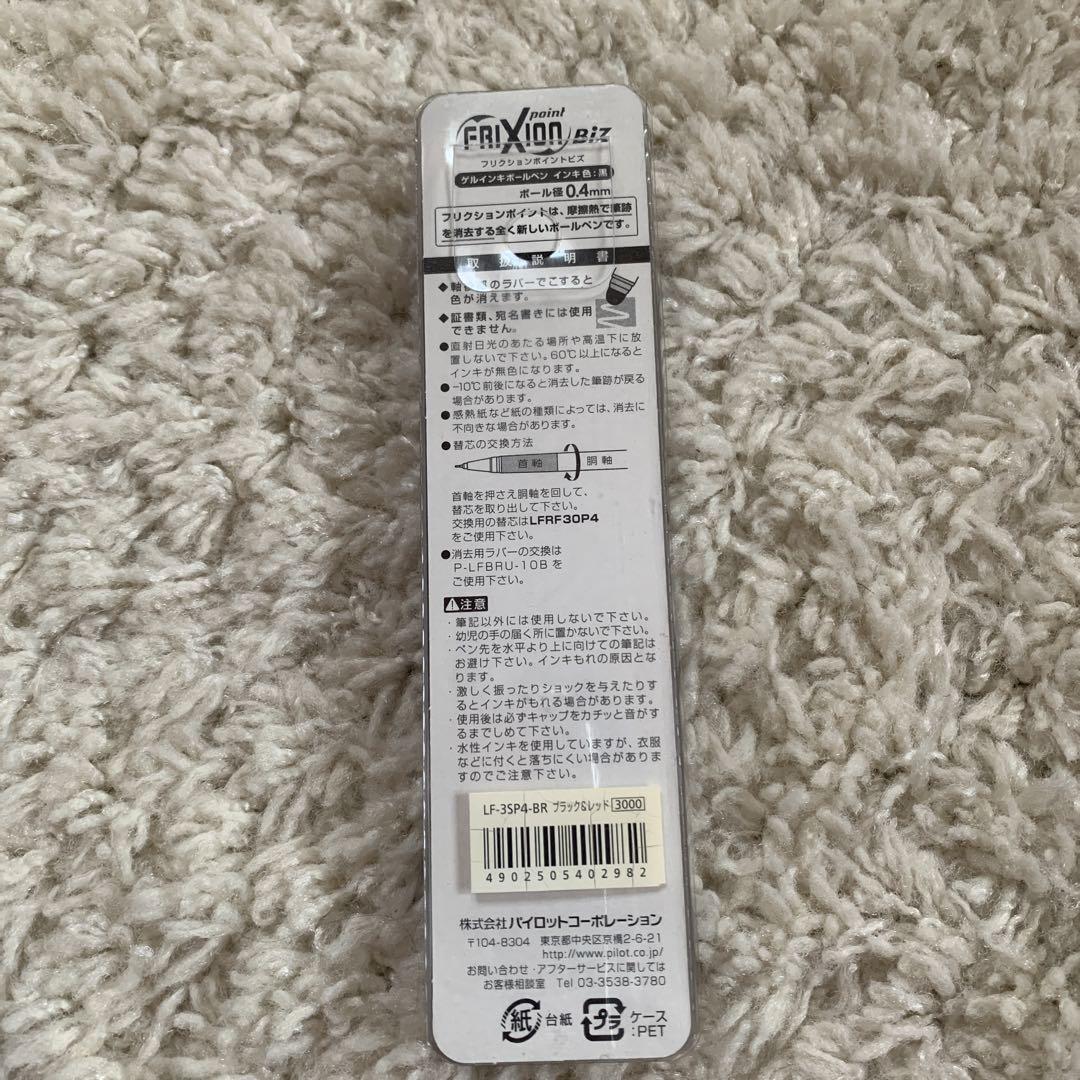 point
FRIXION Biz
フリクションポイントビズ
ゲルインキボールペン インキ色:黒
ボール径0.4mm
フリクションポイントは、摩擦熱で筆跡
を消去する全く新しいボールペンです。
取扱説明書
◆軸後部のラバーでこすると
色が消えます。
◆証書類、宛名書きには使用
できません。
●直射日光のあたる場所や高温下に放
置しないで下さい。60℃以上になると
インキが無色になります。
●−10℃前後になると消去した筆跡が戻る
場合があります。
●感熱紙など紙の種類によっては、消去に
不向きな場合があります。
●替芯の交換方法
首軸 胴軸
首軸を押さえ胴軸を回して、
替芯を取り出して下さい。
交換用の替芯はLFRF30P4
をご使用下さい。
●消去用ラバーの交換は
P-LFBRU-10Bを
ご使用下さい。
注意
・筆記以外には使用しないで下さい。
・幼児の手の届く所に置かないで下さい。
・ペン先を水平より上に向けての筆記は
お避け下さい。インキもれの原因とな
ります。
・激しく振ったりショックを与えたりす
るとインキがもれる場合があります。
・使用後は必ずキャップをカチッと音がす
るまでしめて下さい。
・水性インキを使用していますが、衣服
などに付くと落ちにくい場合がありま
すのでご注意下さい。
LF-3SP4-BR ブラック&レッド 3000
4902505402982
株式会社パイロットコーポレーション
〒104-8304 東京都中央区京橋2-6-21
http://www.pilot.co.jp/
お問い合わせ・アフターサービスに関しては
お客様相談室 Tel 03-3538-3780
紙 台紙 プラ ケース
:PET